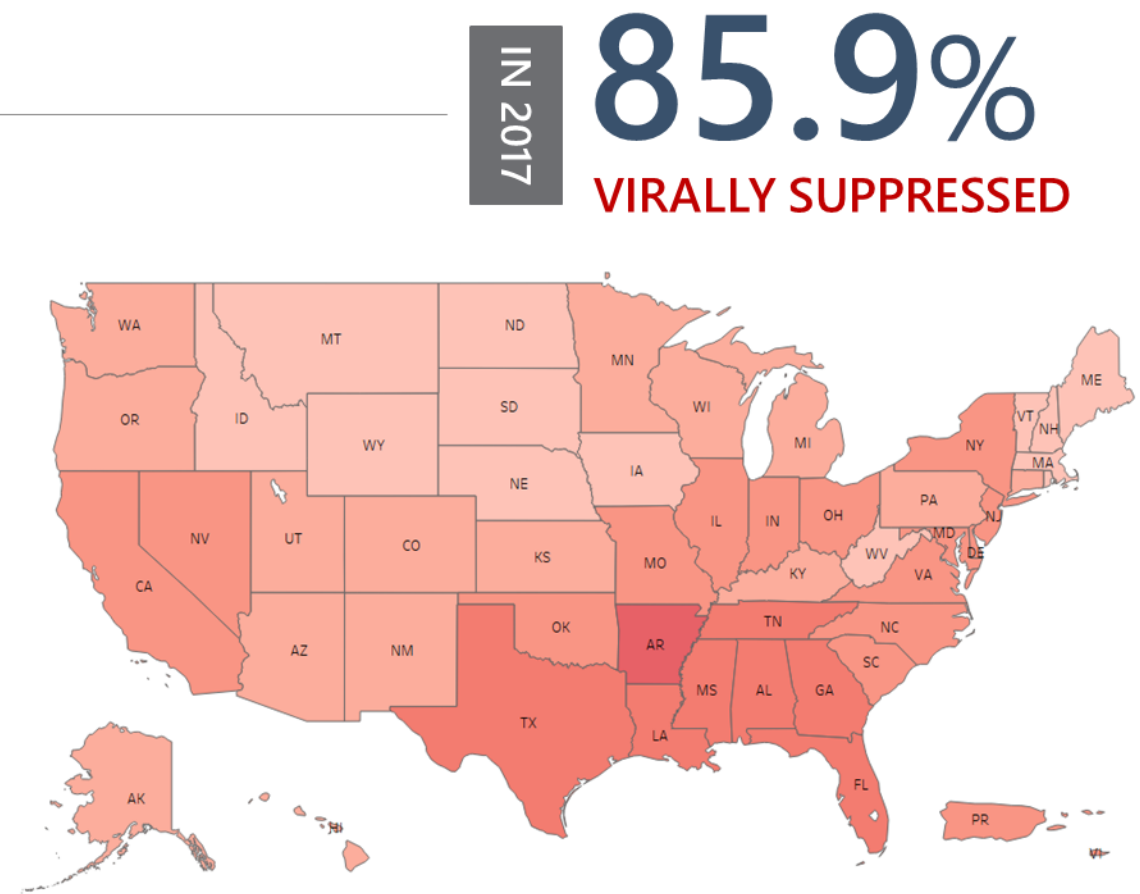 IN 2017
85.9%
VIRALLY SUPPRESSED
WA
MT
ND
MN
ME
OR
ID
SD
WI
VT
NH
WY
MI
NY
MA
IA
NE
PA
NV
UT
CO
IL
IN
OH
NJ
MD
DE
KS
MO
WV
VA
CA
KY
AZ
NM
OK
AR
TN
NC
SC
MS
AL
GA
TX
LA
FL
AK
HI
PR
VI